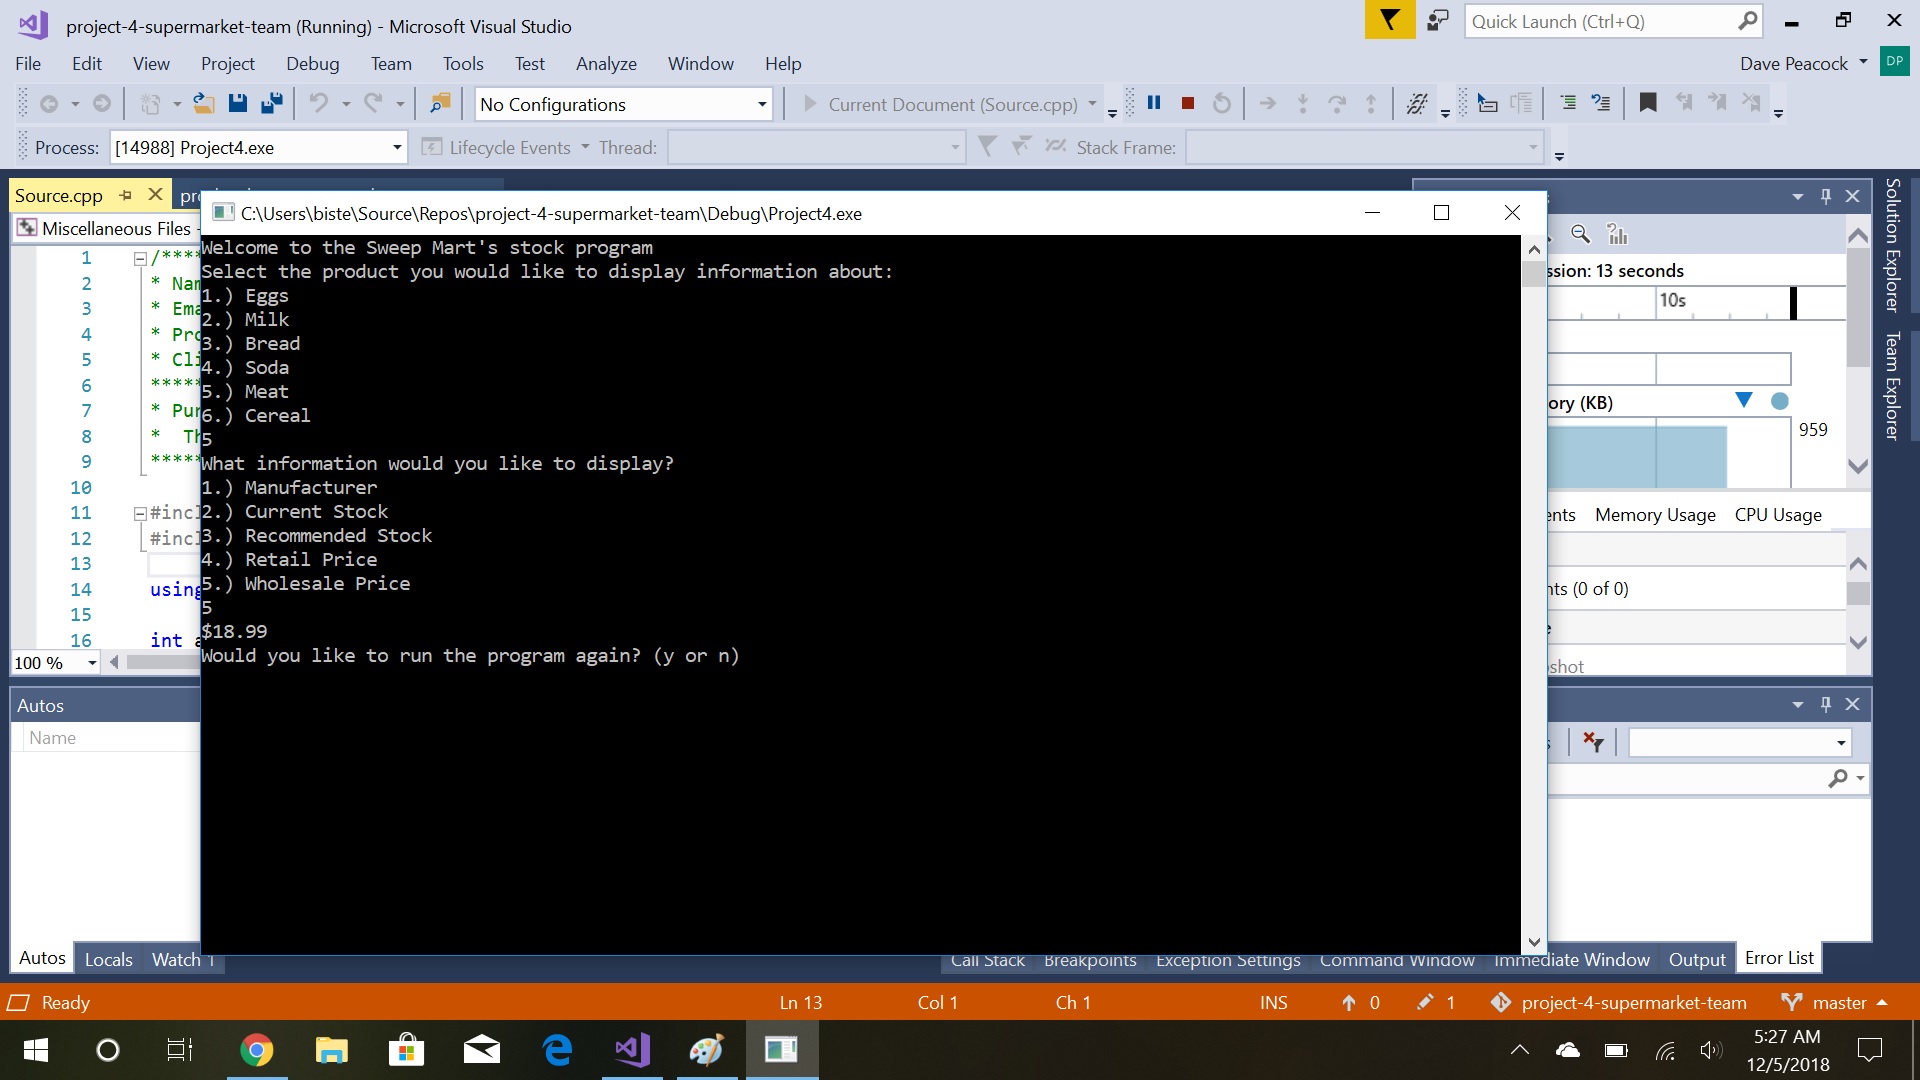 project-4-supermarket-team (Running) - Microsoft Visual Studio
Quick Launch (Ctrl+Q)
File Edit View Project Debug Team Tools Test Analyze Window Help
Dave Peacock DP
No Configurations
Current Document (Source.cpp)
Process: [14988] Project4.exe
Lifecycle Events
Thread:
Stack Frame:
Source.cpp
Miscellaneous Files
C:\Users\biste\Source\Repos\project-4-supermarket-team\Debug\Project4.exe
Welcome to the Sweep Mart's stock program
Select the product you would like to display information about:
1.) Eggs
2.) Milk
3.) Bread
4.) Soda
5.) Meat
6.) Cereal
5
What information would you like to display?
1.) Manufacturer
2.) Current Stock
3.) Recommended Stock
4.) Retail Price
5.) Wholesale Price
5
$18.99
Would you like to run the program again? (y or n)
1 /****
2 * Nam
3 * Ema
4 * Pro
5 * Cli
6 *****
7 * Pur
8 * Th
9 *****
10
11 #incl
12 #incl
13
14 using
15
16 int a
100 %
ssion: 13 seconds
10s
ory (KB)
959
ents Memory Usage CPU Usage
nts (0 of 0)
shot
Solution Explorer
Team Explorer
Autos
Name
Autos Locals Watch 1
Call Stack Breakpoints Exception Settings Command Window Immediate Window Output Error List
Ready
Ln 13
Col 1
Ch 1
INS
0
1
project-4-supermarket-team
master
5:27 AM
12/5/2018